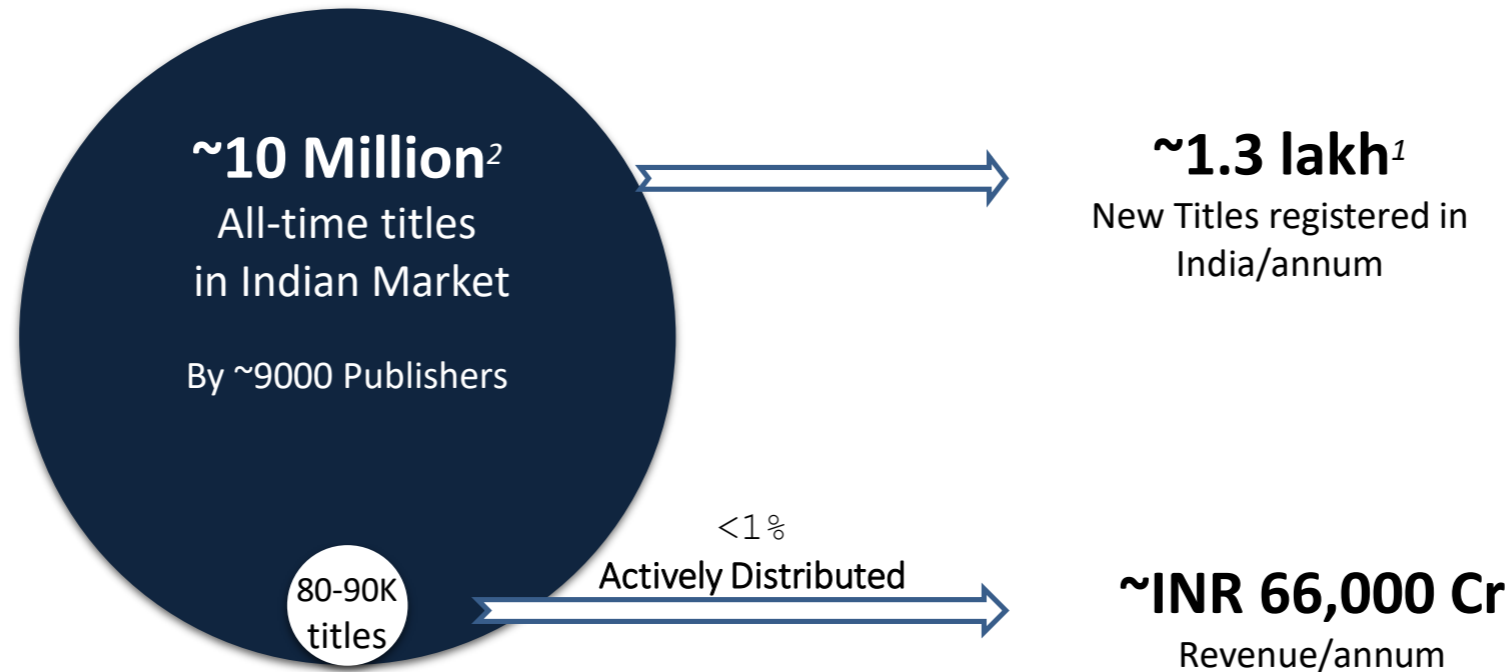 ~10 Million2
All-time titles
in Indian Market
By ~9000 Publishers
~1.3 lakh1
New Titles registered in
India/annum
80-90K
titles
<1%
Actively Distributed
~INR 66,000 Cr
Revenue/annum